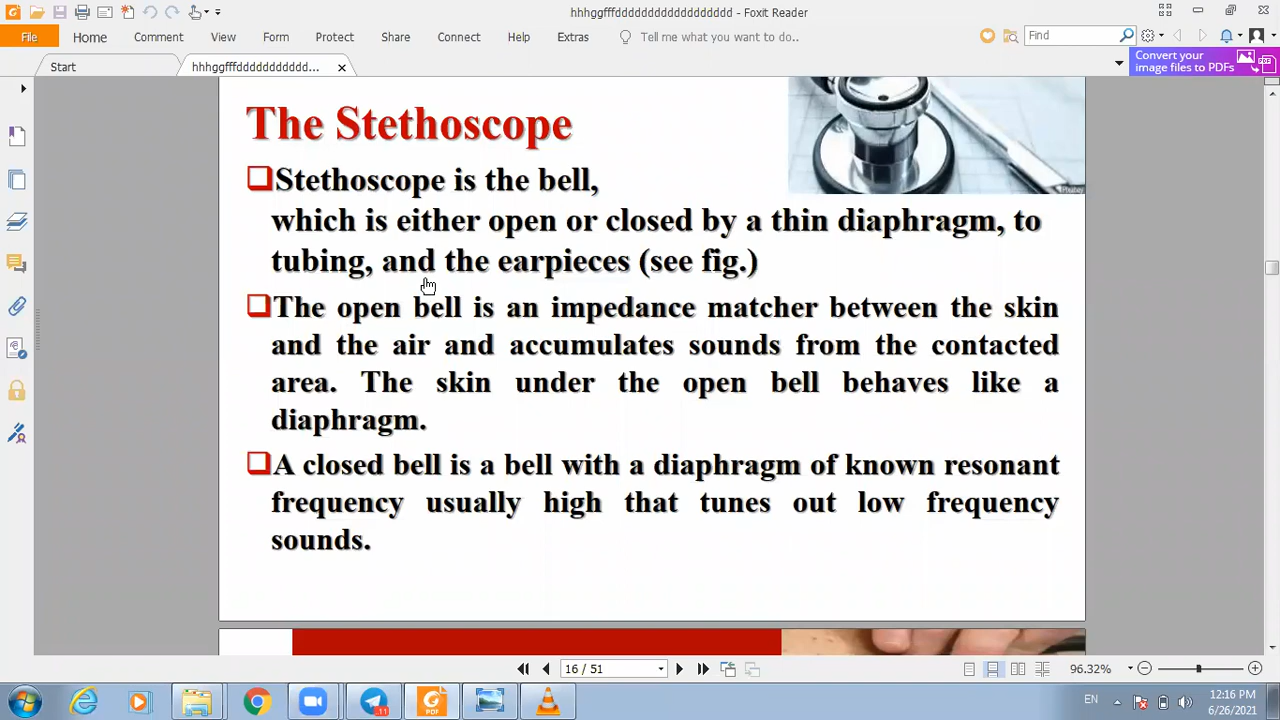 hhhggfffdddddddddddddddddd - Foxit Reader
File Home Comment View Form Protect Share Connect Help Extras Tell me what you want to do.. Find
Start hhhggfffddddddddddd...
Convert your
image files to PDFs
The Stethoscope
Stethoscope is the bell,
which is either open or closed by a thin diaphragm, to
tubing, and the earpieces (see fig.)
The open bell is an impedance matcher between the skin
and the air and accumulates sounds from the contacted
area. The skin under the open bell behaves like a
diaphragm.
A closed bell is a bell with a diaphragm of known resonant
frequency usually high that tunes out low frequency
sounds.
16 / 51 96.32%
EN 12:16 PM
6/26/2021